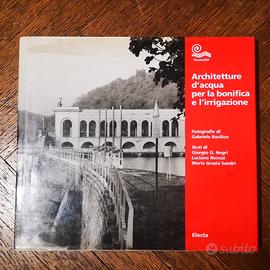 Architetture
d'acqua
per la bonifica
e l'irrigazione
Fotografie di
Gabriele Basilico
Testi di
Giorgio G. Negri
Luciano Roncai
Maria Grazia Sandri
Electa
subito